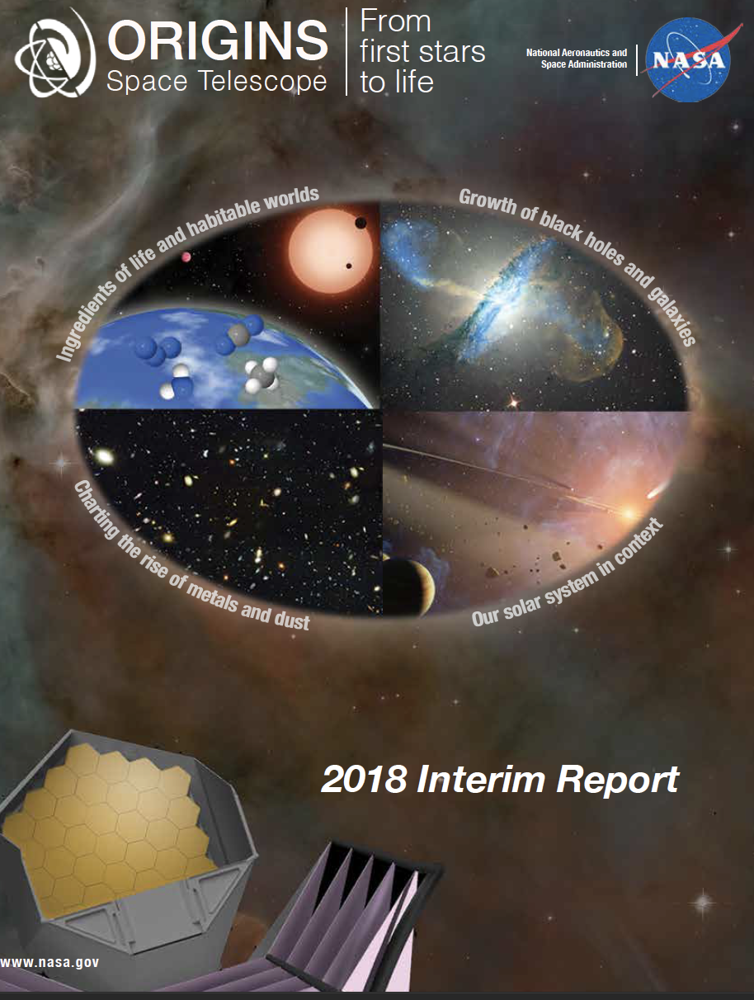 ORIGINS
Space Telescope
From
first stars
to life
National Aeronautics and
Space Administration
NASA
Ingredients of life and habitable worlds
Growth of black holes and galaxies
Charting the rise of metals and dust
Our solar system in context
2018 Interim Report
www.nasa.gov